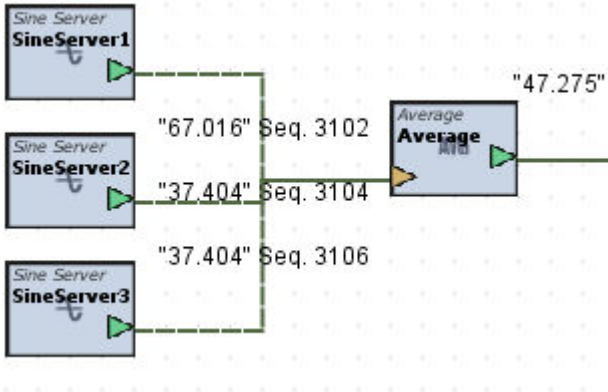 Sine Server
SineServer1
"47.275"
"67.016" Seq. 3102
Average
Average
Sine Server
SineServer2
"37.404" Seq. 3104
"37.404" Seq. 3106
Sine Server
SineServer3